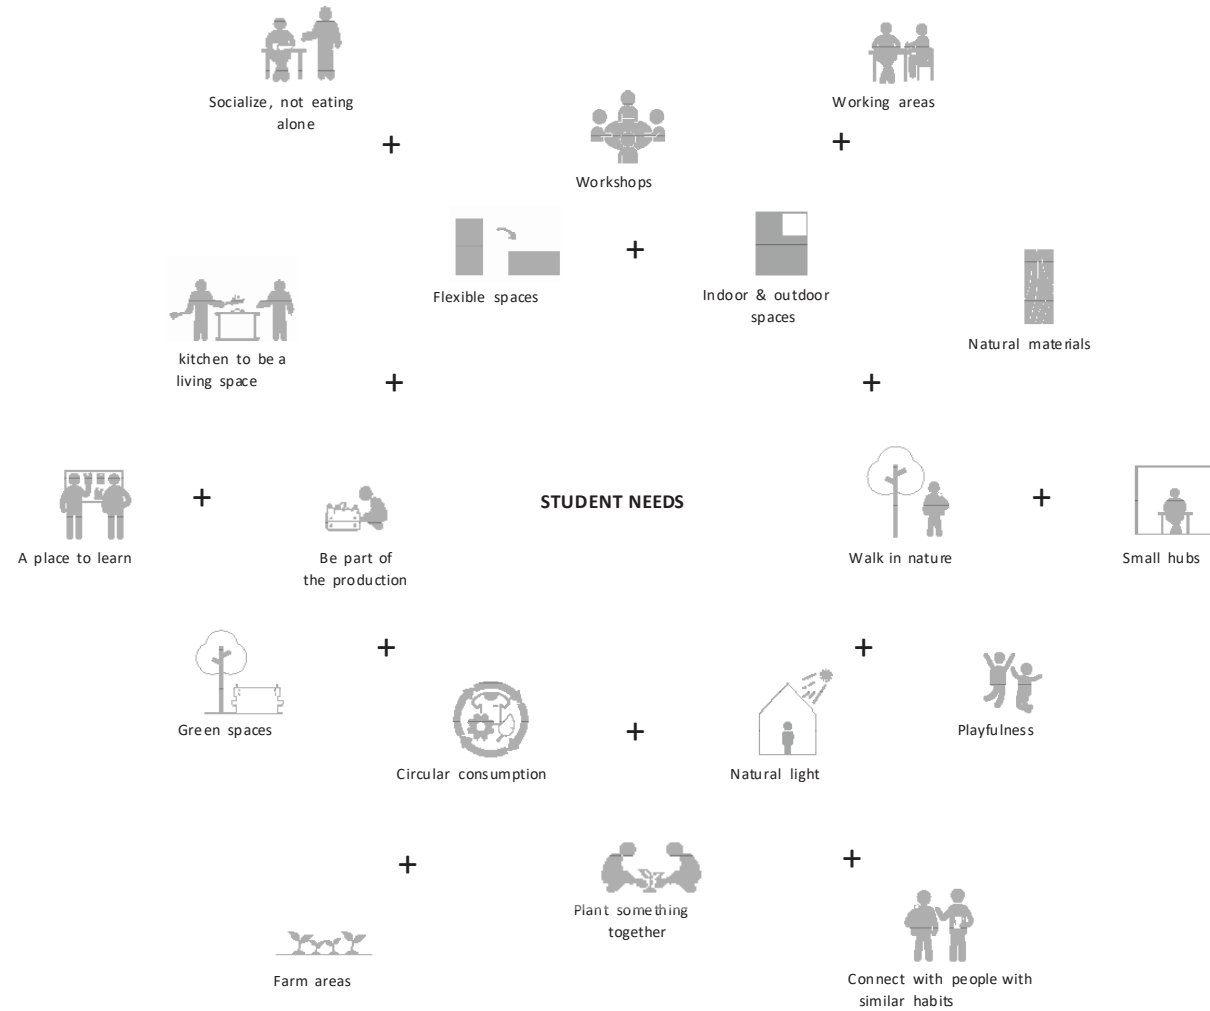 Socialize, not eating
alone
Working areas
+
+
Workshops
Flexible spaces
+
Indoor & outdoor
spaces
Natural materials
kitchen to be a
living space
+
+
A place to learn
+
Be part of
the production
STUDENT NEEDS
Walk in nature
+
Small hubs
+
+
Green spaces
Circular consumption
+
Natural light
Playfulness
+
+
Plant something
together
Farm areas
Connect with people with
similar habits